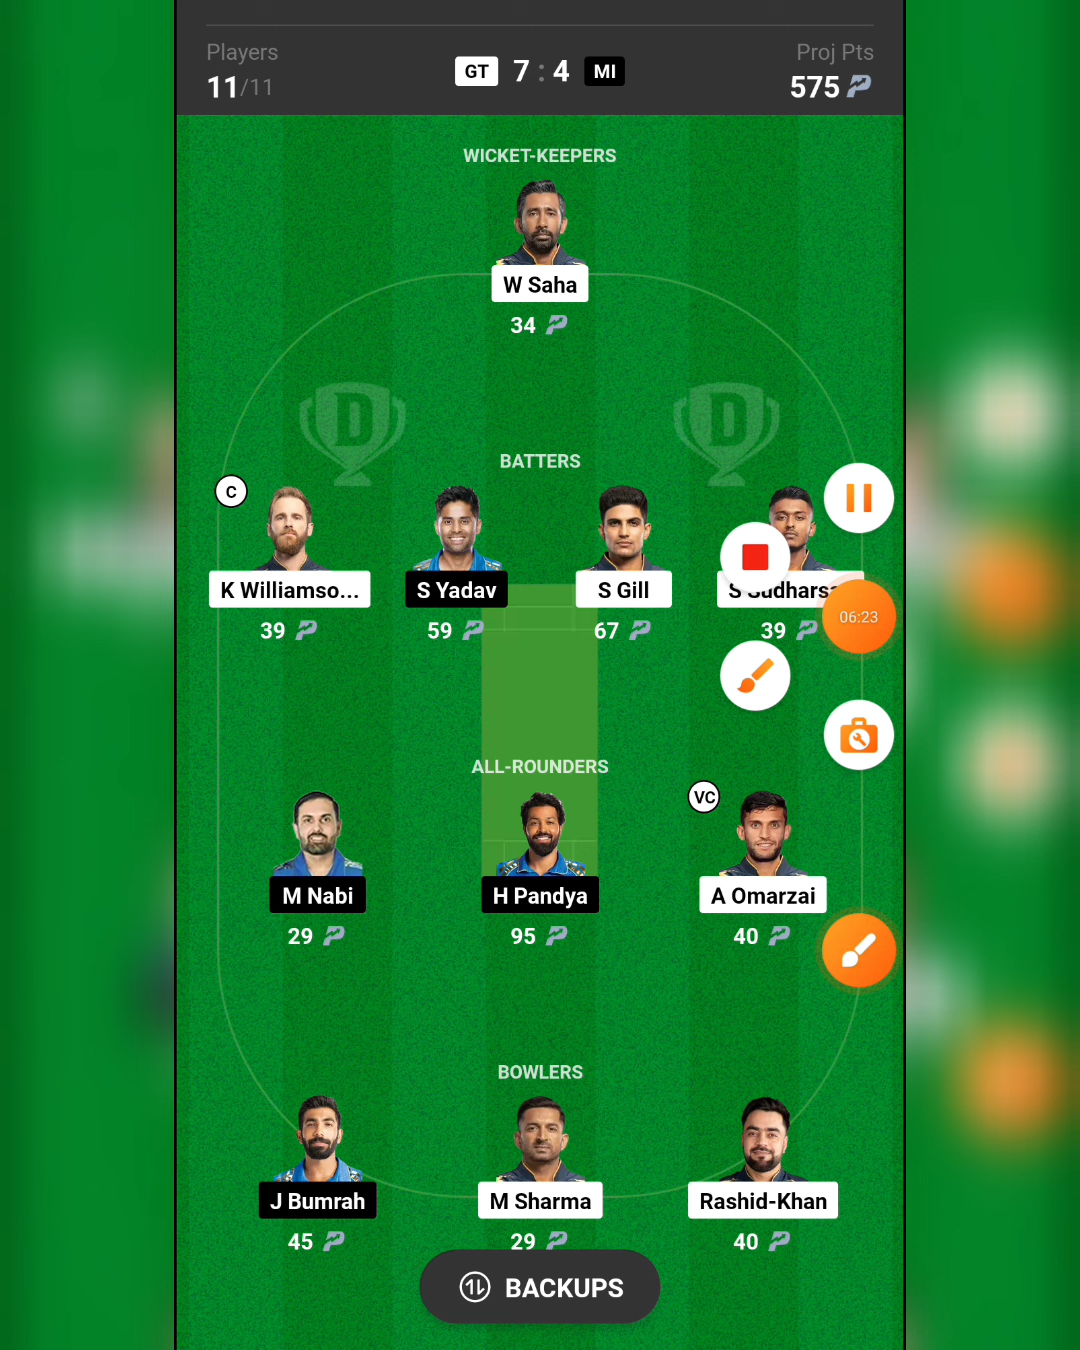 Players
11/11
GT 7 : 4 MI
Proj Pts
575
WICKET-KEEPERS
W Saha
34
D
D
BATTERS
C
K Williamso...
39
S Yadav
59
S Gill
67
S Sudharsa
39
06:23
ALL-ROUNDERS
M Nabi
29
H Pandya
95
VC
A Omarzai
40
BOWLERS
J Bumrah
45
M Sharma
29
Rashid-Khan
40
BACKUPS